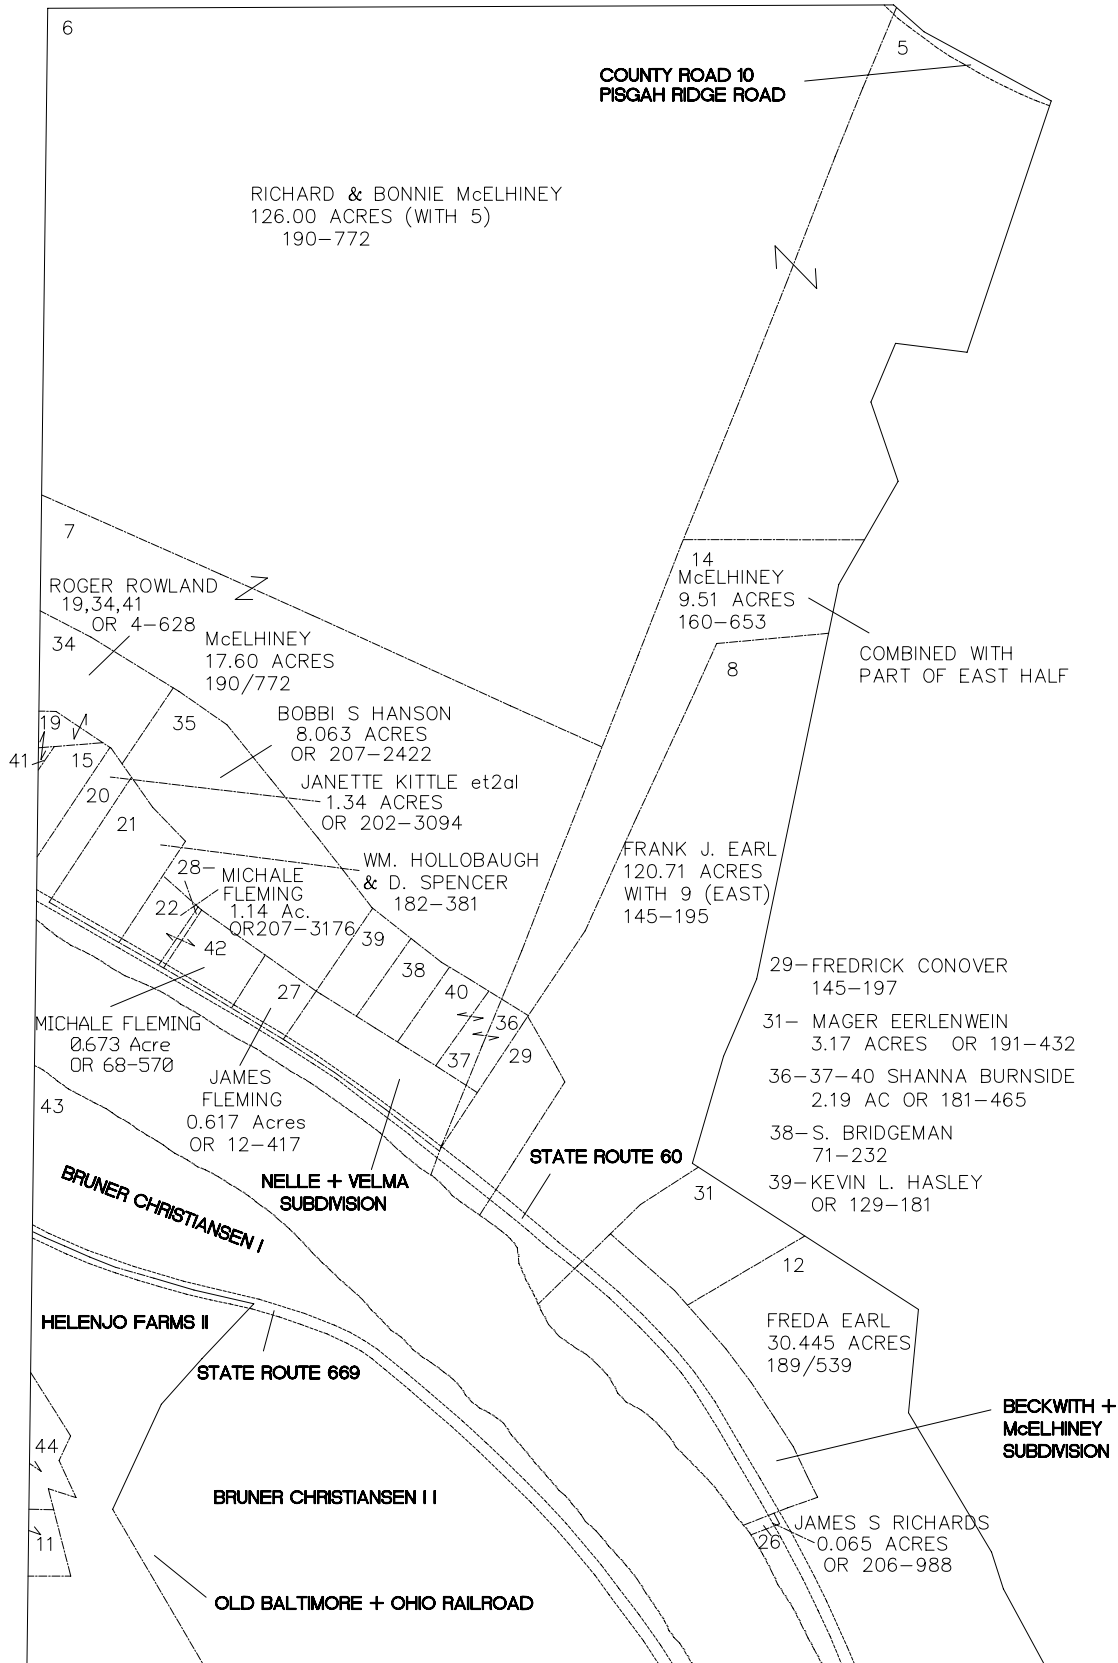 6
5
COUNTY ROAD 10
PISGAH RIDGE ROAD
RICHARD & BONNIE McELHINEY
126.00 ACRES (WITH 5)
190-772
7
14
McELHINEY
9.51 ACRES
160-653
ROGER ROWLAND
19,34,41
OR 4-628
34
McELHINEY
17.60 ACRES
190/772
COMBINED WITH
PART OF EAST HALF
8
19
35
BOBBI S HANSON
8.063 ACRES
OR 207-2422
41
15
20
JANETTE KITTLE et2al
1.34 ACRES
OR 202-3094
21
FRANK J. EARL
120.71 ACRES
WITH 9 (EAST)
145-195
WM. HOLLOBAUGH
& D. SPENCER
182-381
28-
MICHALE
FLEMING
1.14 Ac.
OR207-3176
22
42
39
38
40
36
27
37
29
29-FREDRICK CONOVER
145-197
31- MAGER EERLENWEIN
3.17 ACRES OR 191-432
36-37-40 SHANNA BURNSIDE
2.19 AC OR 181-465
38-S. BRIDGEMAN
71-232
39-KEVIN L. HASLEY
OR 129-181
MICHALE FLEMING
0.673 Acre
OR 68-570
JAMES
FLEMING
0.617 Acres
OR 12-417
43
STATE ROUTE 60
NELLE + VELMA
SUBDIVISION
BRUNER CHRISTIANSEN I
31
12
HELENJO FARMS II
FREDA EARL
30.445 ACRES
189/539
STATE ROUTE 669
BECKWITH +
McELHINEY
SUBDIVISION
44
BRUNER CHRISTIANSEN I I
11
26
JAMES S RICHARDS
0.065 ACRES
OR 206-988
OLD BALTIMORE + OHIO RAILROAD